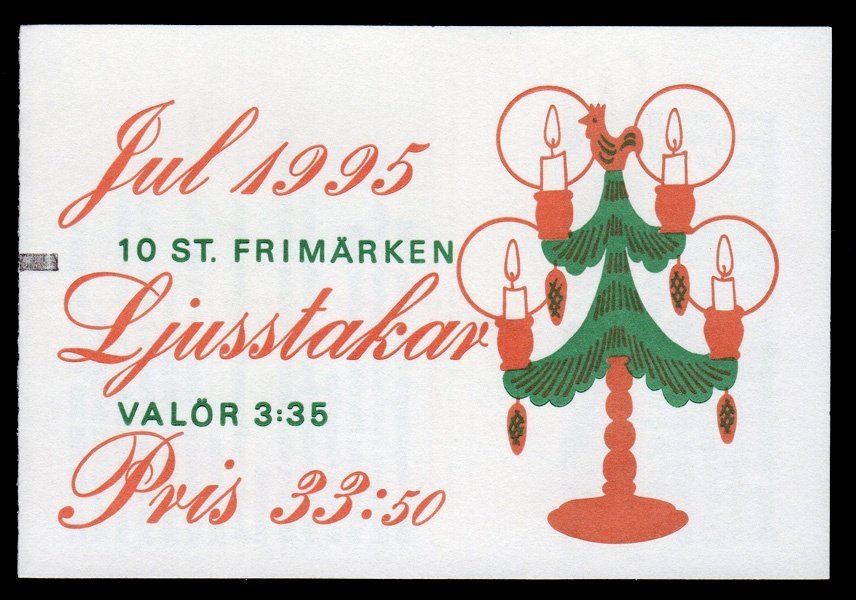 Jul 1995
10 ST. FRIMÄRKEN
Ljusstakar
VALÖR 3:35
Pris 33:50